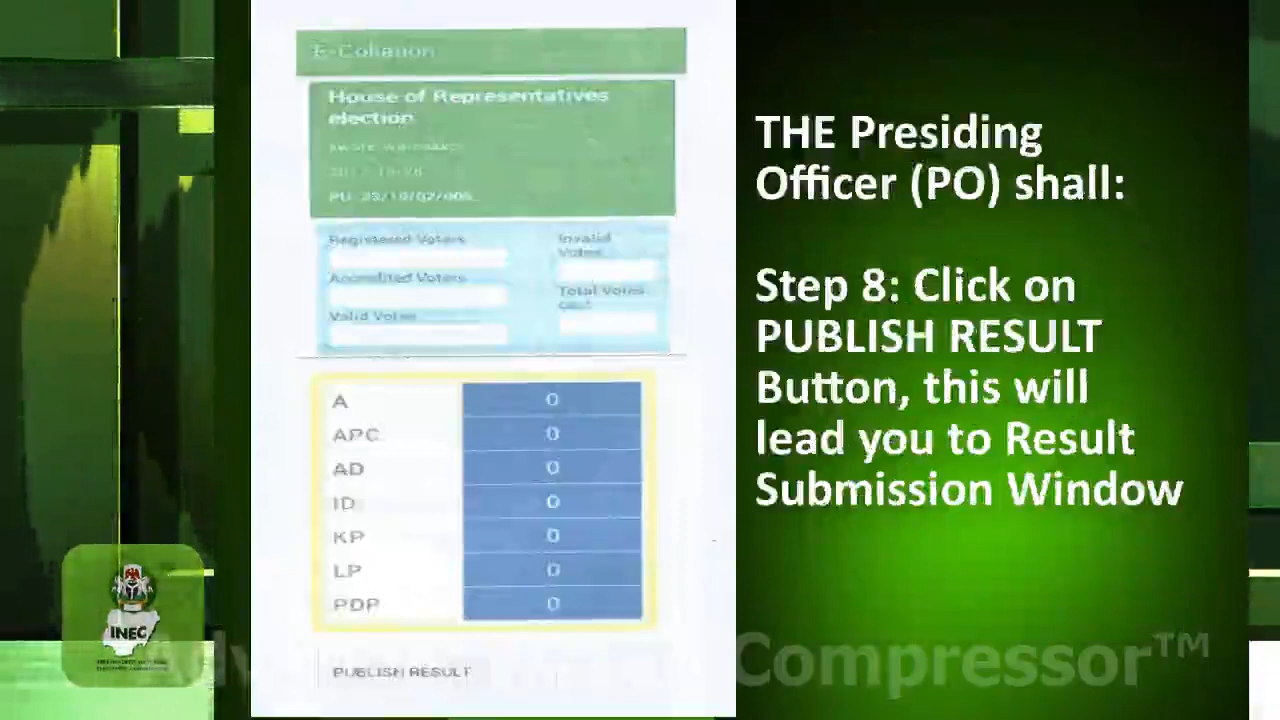 E-Collation
House of Representatives
election
PU: 23/19/02/006
Registered Voters
Invalid
Votes
Accredited Voters
Total Votes
cast
Valid Votes
A 0
APC 0
AD 0
ID 0
KP 0
LP 0
PDP 0
PUBLISH RESULT
THE Presiding
Officer (PO) shall:
Step 8: Click on
PUBLISH RESULT
Button, this will
lead you to Result
Submission Window
INEC
Compressor™